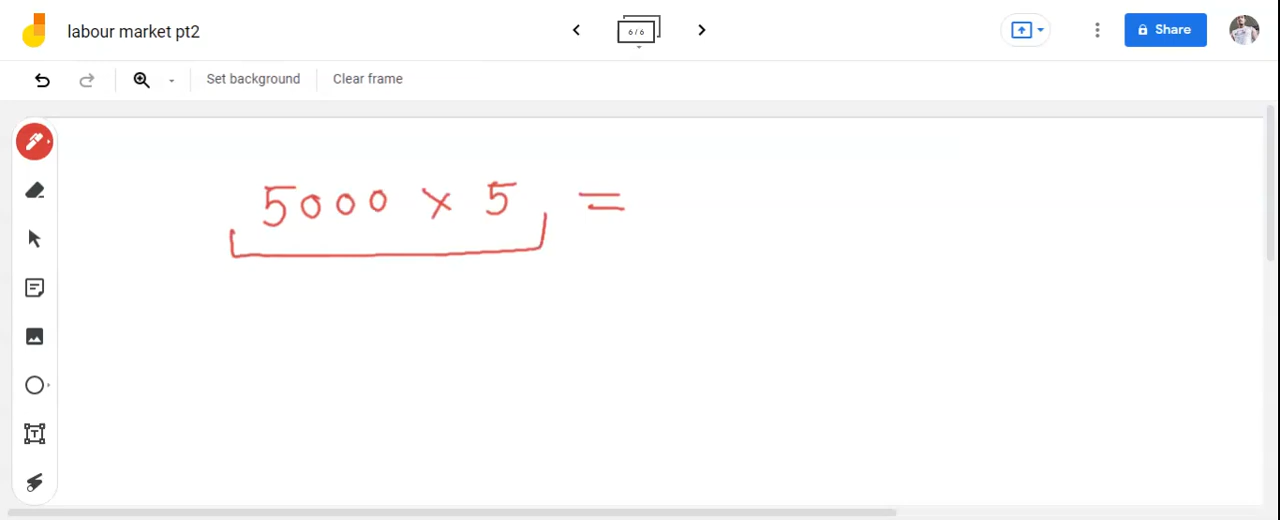 labour market pt2
6 / 6
Share
Set background
Clear frame
5000 × 5 =